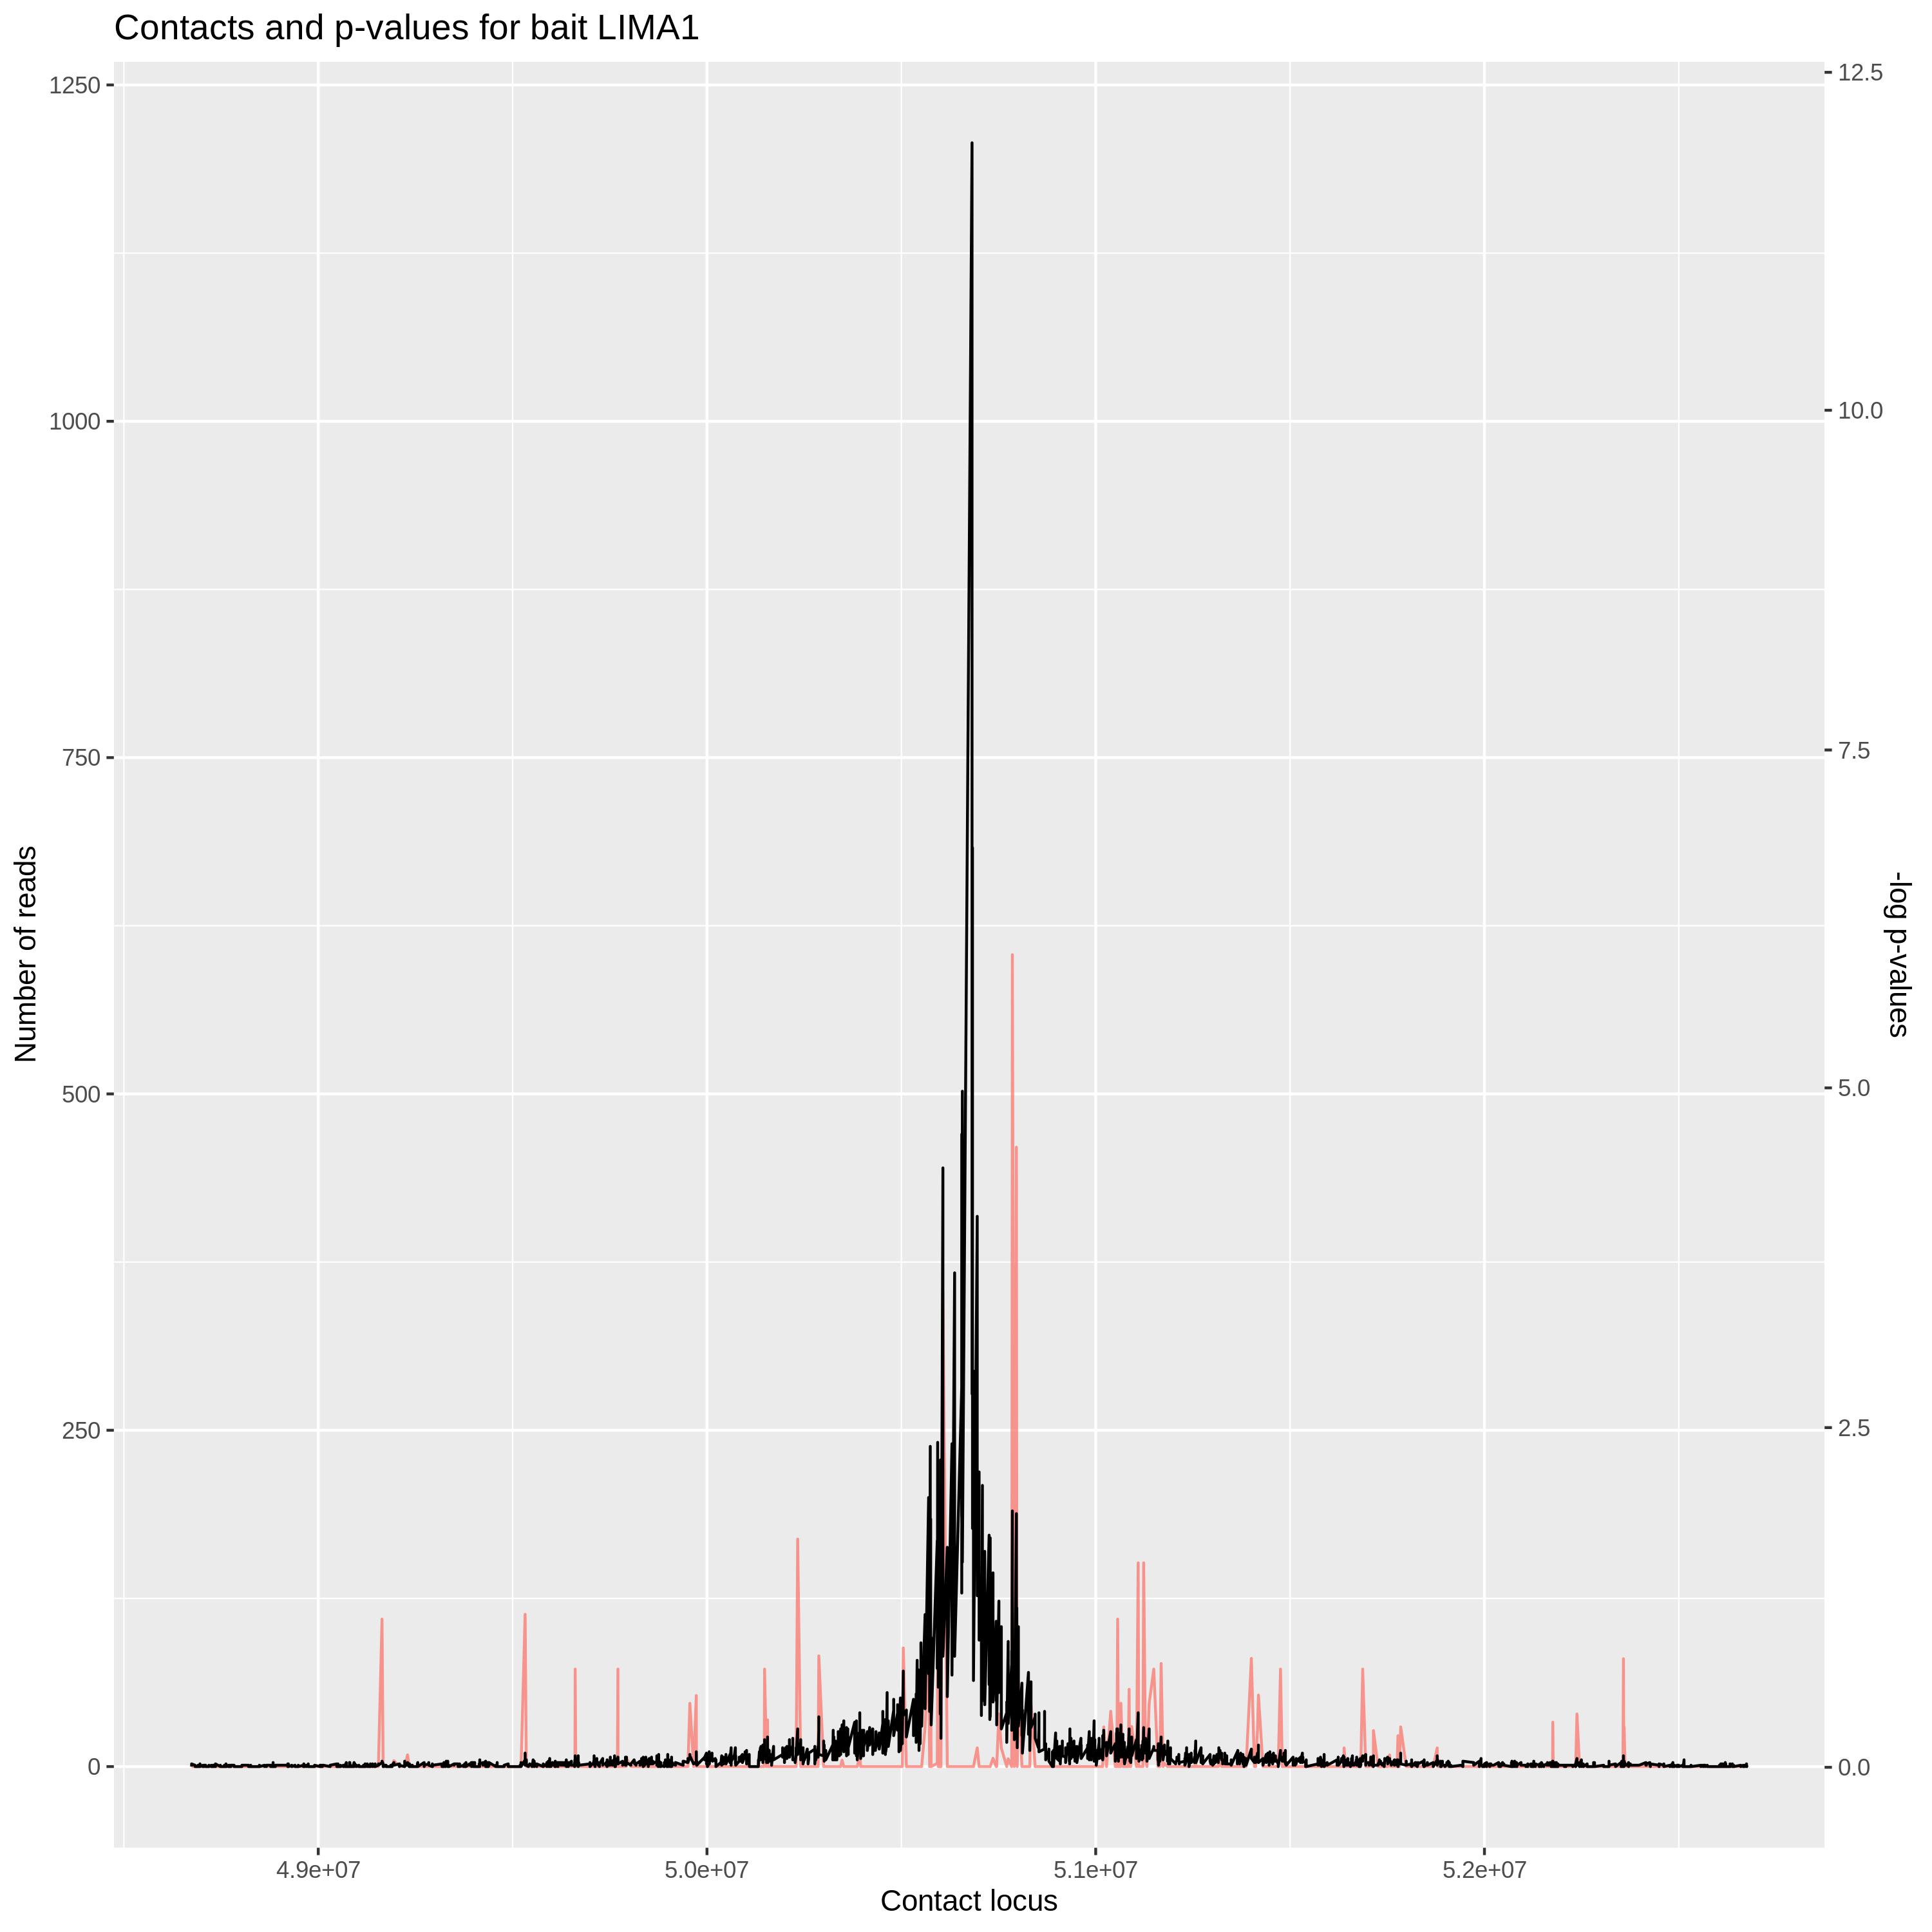 Contacts and p-values for bait LIMA1
1250
1000
750
500
250
0
Number of reads
12.5
10.0
7.5
5.0
2.5
0.0
-log p-values
4.9e+07 5.0e+07 5.1e+07 5.2e+07
Contact locus